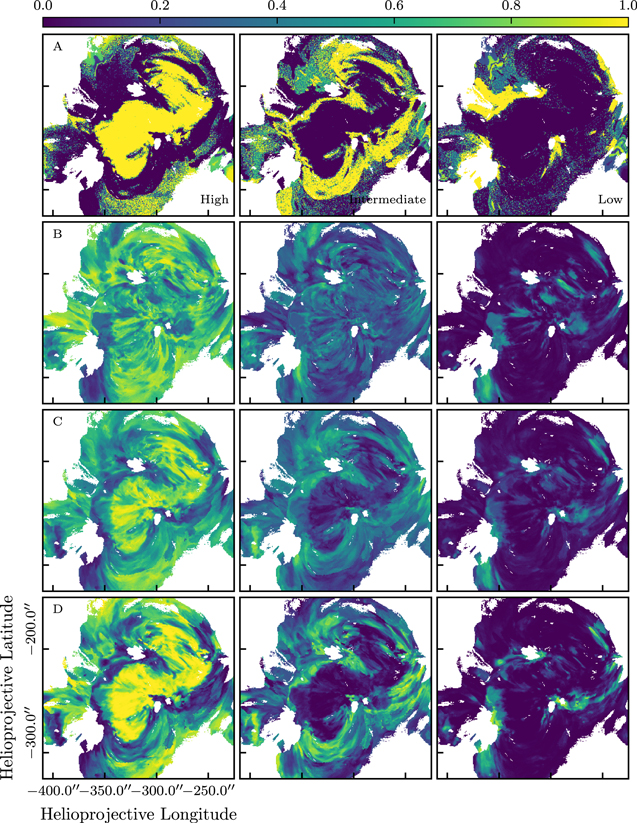 0.0 0.2 0.4 0.6 0.8 1.0
A
High Intermediate Low
B
C
D
−200.0″
−300.0″
Helioprojective Latitude
−400.0″ −350.0″ −300.0″ −250.0″
Helioprojective Longitude